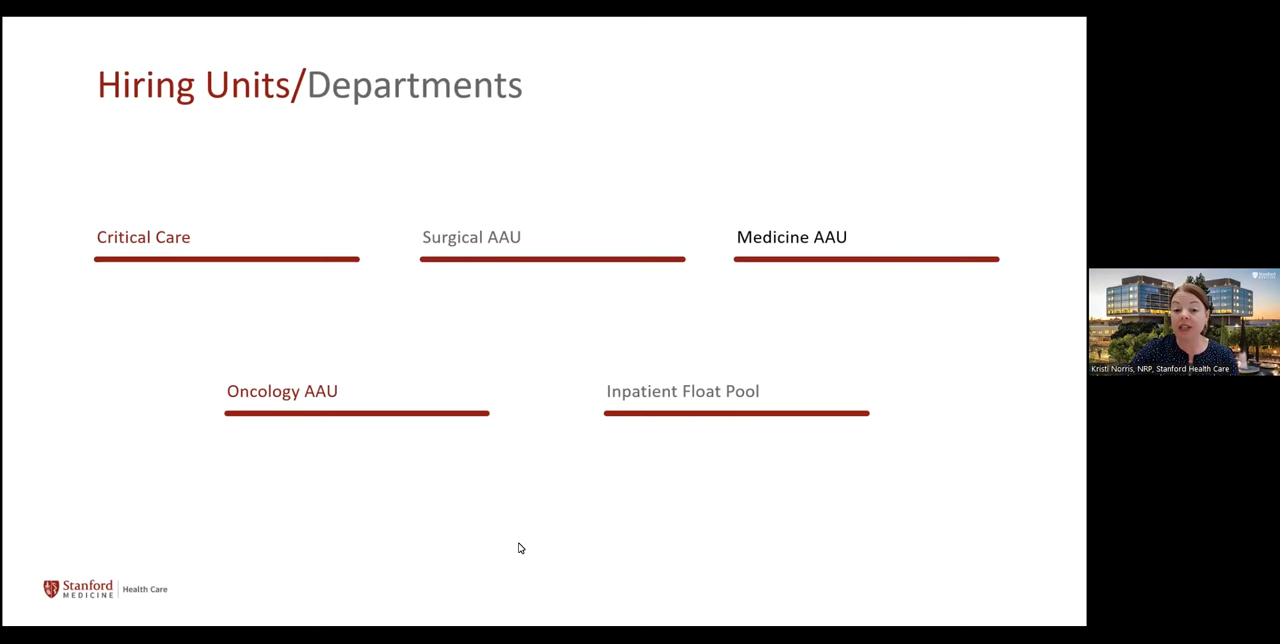 Hiring Units/Departments
Critical Care
Surgical AAU
Medicine AAU
Oncology AAU
Inpatient Float Pool
Kristi Norris, NRP, Stanford Health Care
Stanford
MEDICINE
Health Care